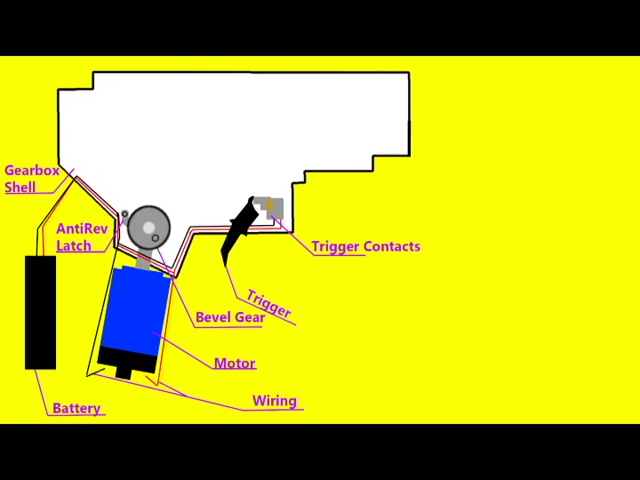 Gearbox
Shell
AntiRev
Latch
Trigger Contacts
Trigger
Bevel Gear
Motor
Wiring
Battery